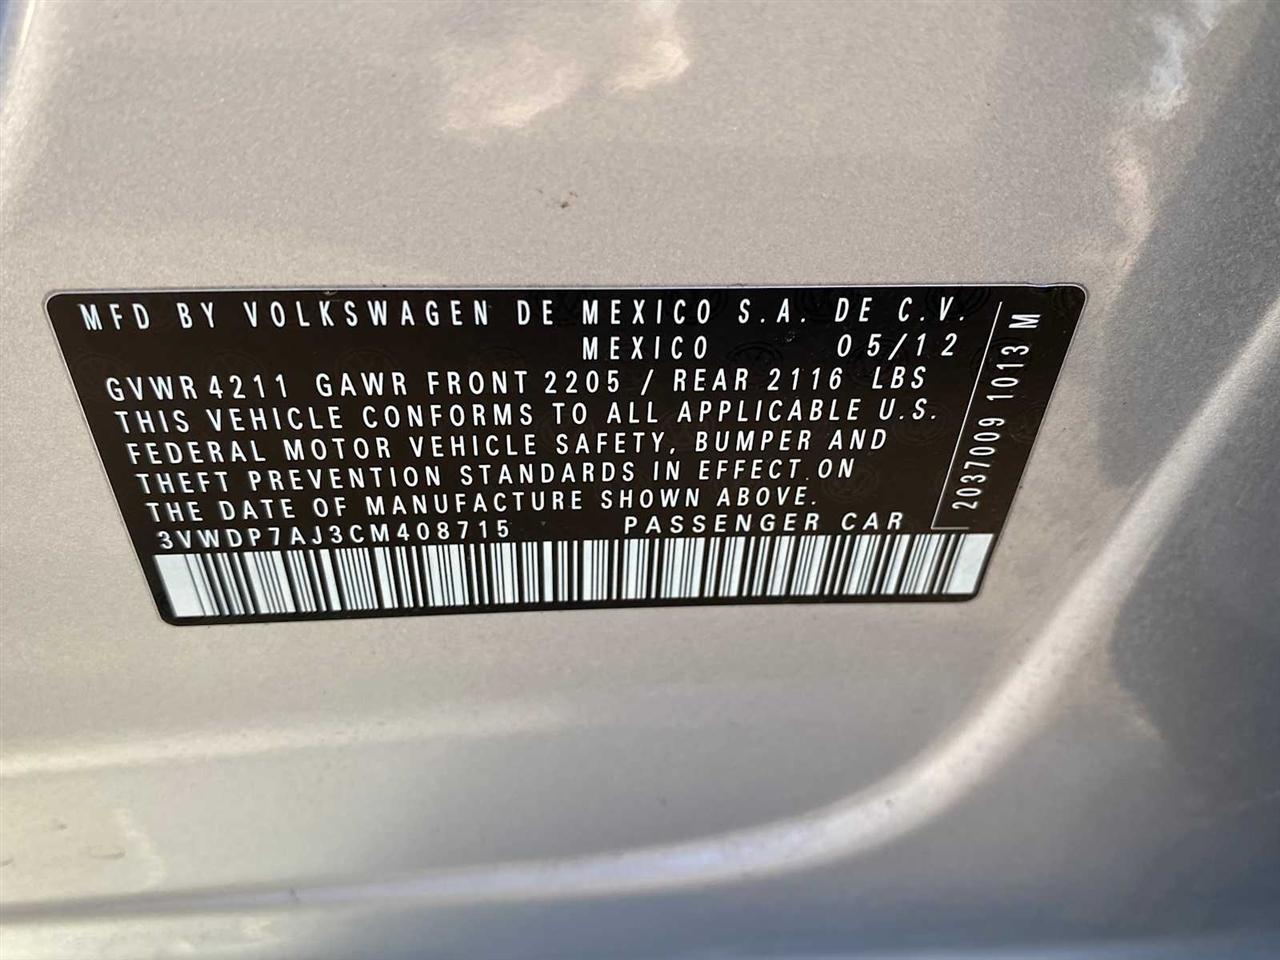 MFD BY VOLKSWAGEN DE MEXICO S.A. DE C.V.
MEXICO 05/12
GVWR 4211 GAWR FRONT 2205 / REAR 2116 LBS
THIS VEHICLE CONFORMS TO ALL APPLICABLE U.S.
FEDERAL MOTOR VEHICLE SAFETY, BUMPER AND
THEFT PREVENTION STANDARDS IN EFFECT ON
THE DATE OF MANUFACTURE SHOWN ABOVE.
3VWDP7AJ3CM408715 PASSENGER CAR
2037009 1013 M